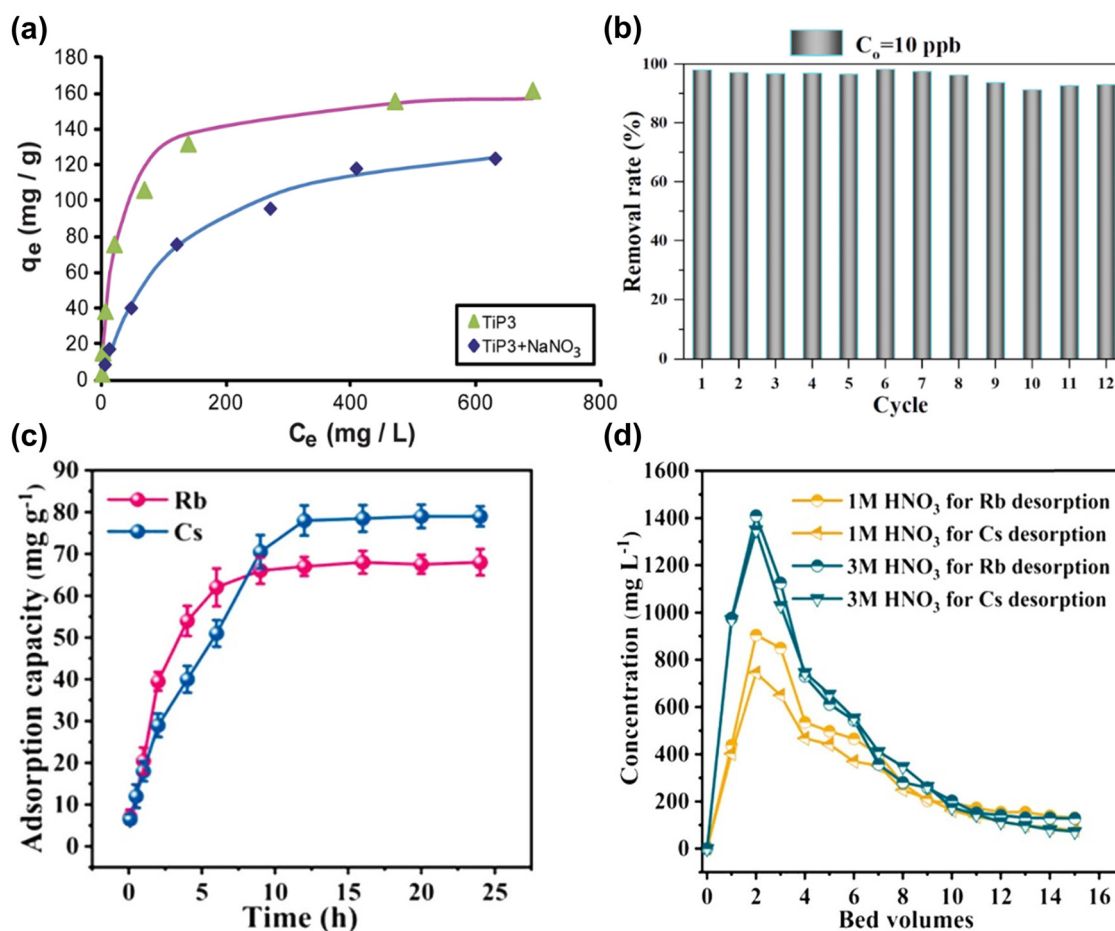 (a)
180
160
140
120
100
80
60
40
20
0
qe (mg / g)
TiP3
TiP3+NaNO3
0 200 400 600 800
Ce (mg / L)
(b)
Co=10 ppb
100
80
60
40
20
0
Removal rate (%)
1 2 3 4 5 6 7 8 9 10 11 12
Cycle
(c)
90
80
70
60
50
40
30
20
10
0
Adsorption capacity (mg g-1)
Rb
Cs
0 5 10 15 20 25
Time (h)
(d)
1600
1400
1200
1000
800
600
400
200
0
Concentration (mg L-1)
1M HNO3 for Rb desorption
1M HNO3 for Cs desorption
3M HNO3 for Rb desorption
3M HNO3 for Cs desorption
0 2 4 6 8 10 12 14 16
Bed volumes